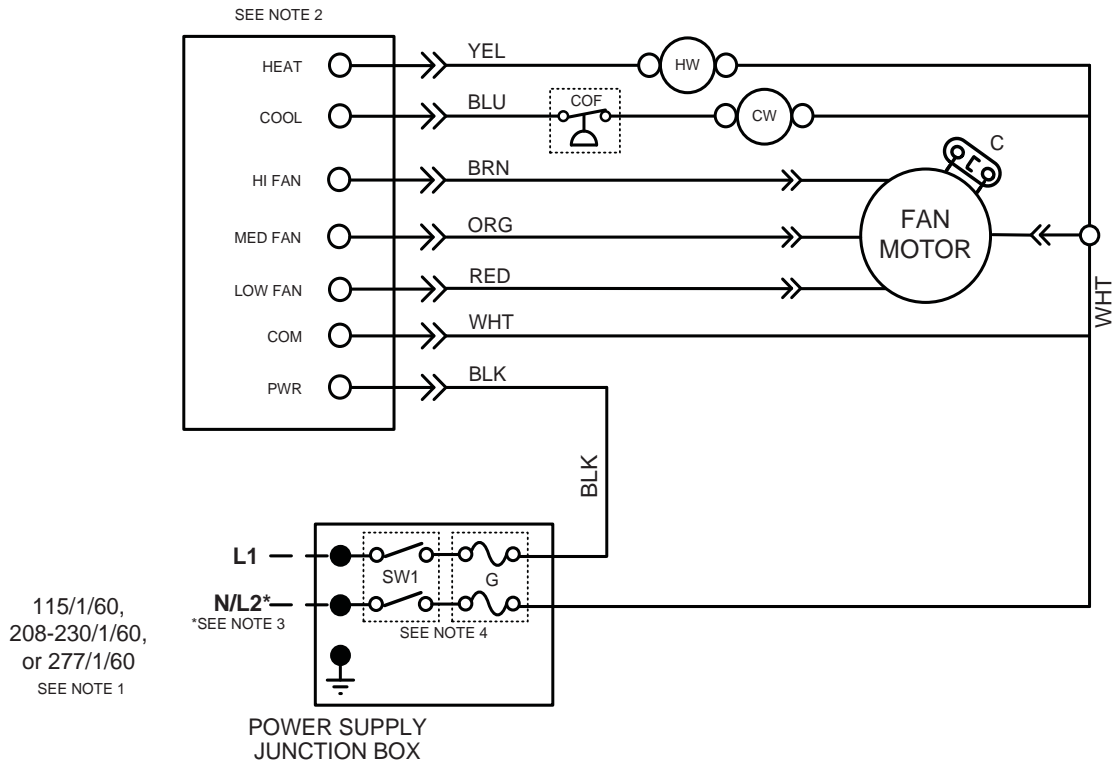 SEE NOTE 2
HEAT
YEL
HW
COOL
BLU
COF
CW
HI FAN
BRN
C
MED FAN
ORG
FAN
MOTOR
LOW FAN
RED
WHT
COM
WHT
PWR
BLK
BLK
L1
SW1
G
N/L2*
*SEE NOTE 3
SEE NOTE 4
115/1/60,
208-230/1/60,
or 277/1/60
SEE NOTE 1
POWER SUPPLY
JUNCTION BOX